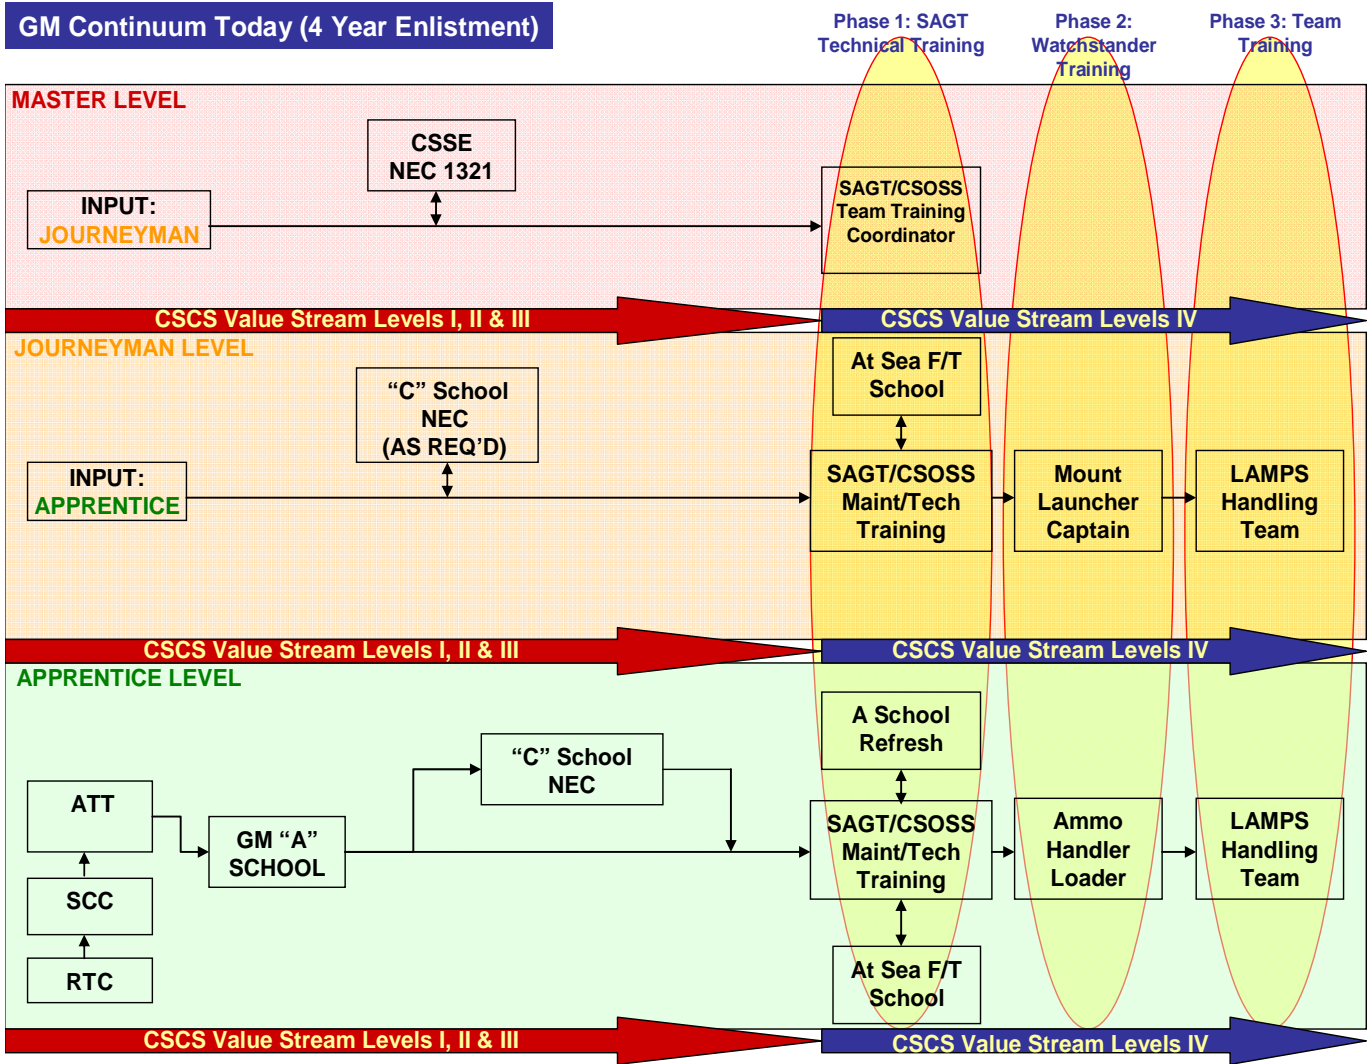 GM Continuum Today (4 Year Enlistment)
Phase 1: SAGT
Technical Training
Phase 2:
Watchstander
Training
Phase 3: Team
Training
MASTER LEVEL
CSSE
NEC 1321
INPUT:
JOURNEYMAN
SAGT/CSOSS
Team Training
Coordinator
CSCS Value Stream Levels I, II & III
CSCS Value Stream Levels IV
JOURNEYMAN LEVEL
At Sea F/T
School
“C” School
NEC
(AS REQ’D)
INPUT:
APPRENTICE
SAGT/CSOSS
Maint/Tech
Training
Mount
Launcher
Captain
LAMPS
Handling
Team
CSCS Value Stream Levels I, II & III
CSCS Value Stream Levels IV
APPRENTICE LEVEL
A School
Refresh
“C” School
NEC
ATT
GM “A”
SCHOOL
SAGT/CSOSS
Maint/Tech
Training
Ammo
Handler
Loader
LAMPS
Handling
Team
SCC
RTC
At Sea F/T
School
CSCS Value Stream Levels I, II & III
CSCS Value Stream Levels IV